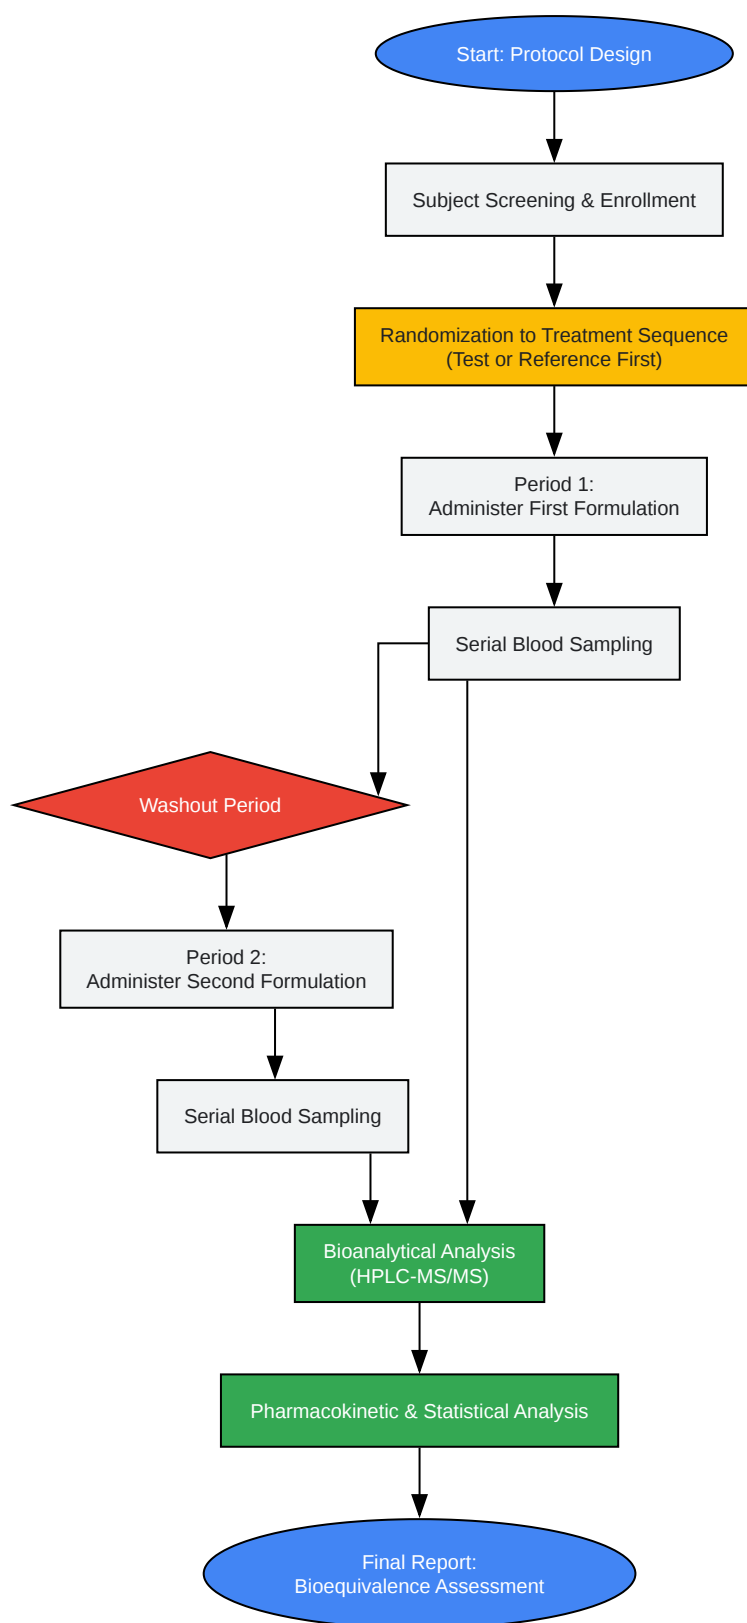 Start: Protocol Design
Subject Screening & Enrollment
Randomization to Treatment Sequence
(Test or Reference First)
Period 1:
Administer First Formulation
Serial Blood Sampling
Washout Period
Period 2:
Administer Second Formulation
Serial Blood Sampling
Bioanalytical Analysis
(HPLC-MS/MS)
Pharmacokinetic & Statistical Analysis
Final Report:
Bioequivalence Assessment